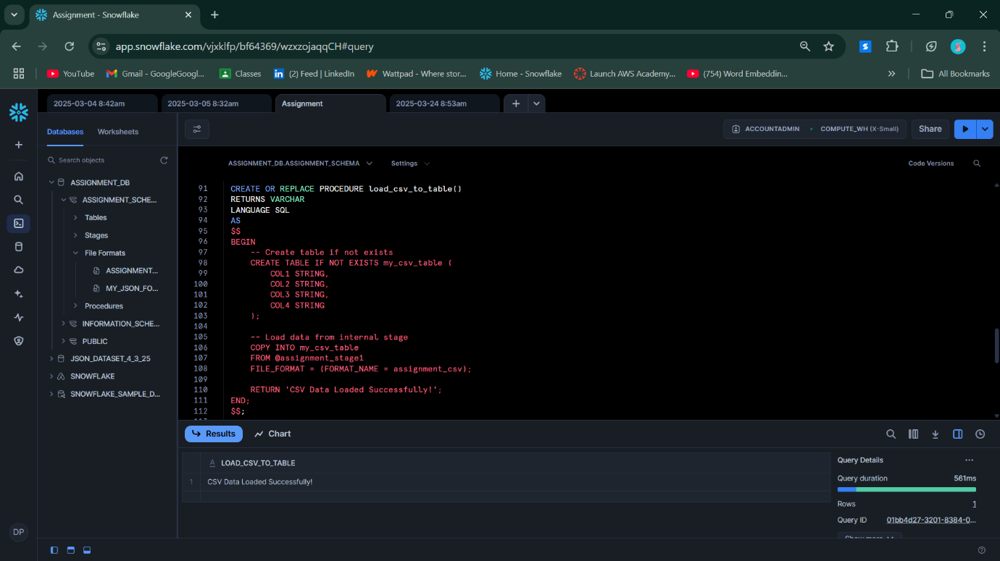 Assignment - Snowflake
app.snowflake.com/vjxklfp/bf64369/wzxzojaqqCH#query
YouTube
Gmail - GoogleGoogl...
Classes
(2) Feed | LinkedIn
Wattpad - Where stor...
Home - Snowflake
Launch AWS Academy...
(754) Word Embeddin...
All Bookmarks
2025-03-04 8:42am
2025-03-05 8:32am
Assignment
2025-03-24 8:53am
Databases
Worksheets
ACCOUNTADMIN
COMPUTE_WH (X-Small)
Share
Search objects
ASSIGNMENT_DB.ASSIGNMENT_SCHEMA
Settings
Code Versions
ASSIGNMENT_DB
ASSIGNMENT_SCHE...
Tables
Stages
File Formats
ASSIGNMENT...
MY_JSON_FO...
Procedures
INFORMATION_SCHE...
PUBLIC
JSON_DATASET_4_3_25
SNOWFLAKE
SNOWFLAKE_SAMPLE_D...
DP
91 CREATE OR REPLACE PROCEDURE load_csv_to_table()
92 RETURNS VARCHAR
93 LANGUAGE SQL
94 AS
95 $$
96 BEGIN
97 -- Create table if not exists
98 CREATE TABLE IF NOT EXISTS my_csv_table (
99 COL1 STRING,
100 COL2 STRING,
101 COL3 STRING,
102 COL4 STRING
103 );
104
105 -- Load data from internal stage
106 COPY INTO my_csv_table
107 FROM @assignment_stage1
108 FILE_FORMAT = (FORMAT_NAME = assignment_csv);
109
110 RETURN 'CSV Data Loaded Successfully!';
111 END;
112 $$;
Results
Chart
A LOAD_CSV_TO_TABLE
1 CSV Data Loaded Successfully!
Query Details
Query duration 561ms
Rows 1
Query ID 01bb4d27-3201-8384-0...